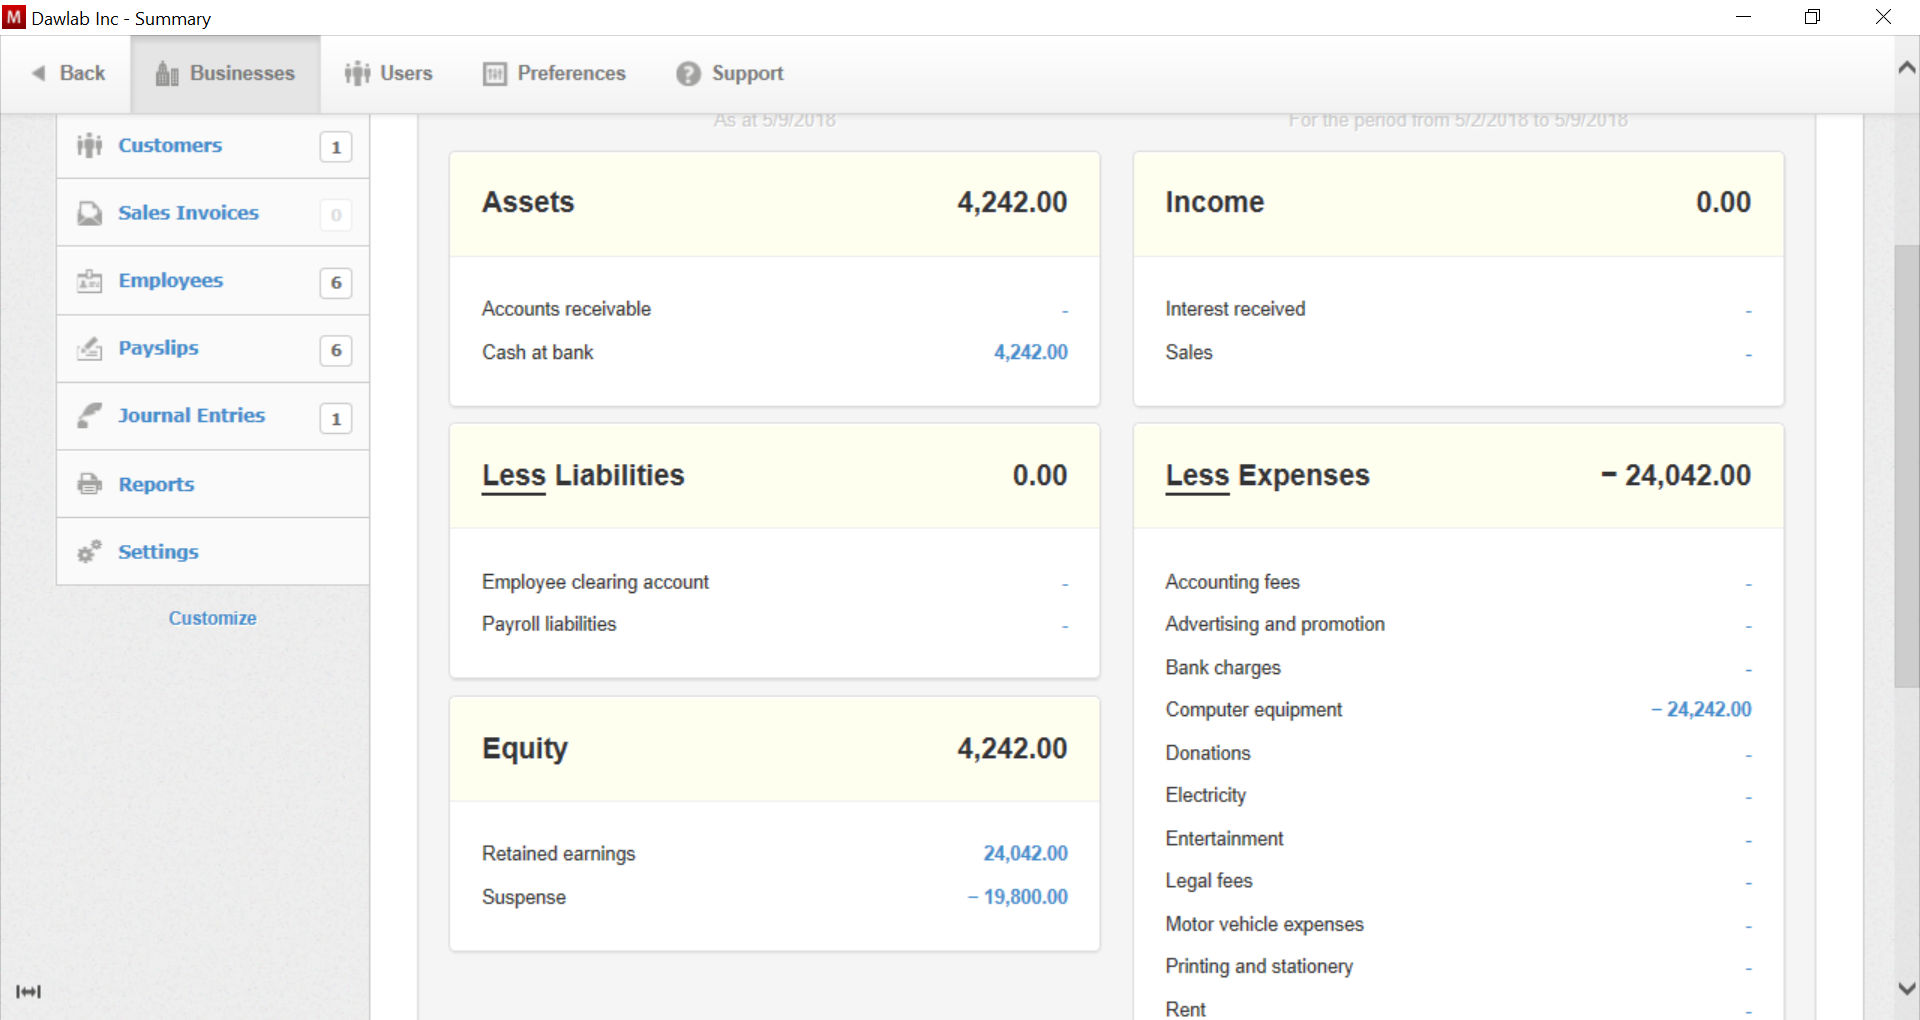 Dawlab Inc - Summary
Back
Businesses
Users
Preferences
Support
Customers 1
Sales Invoices 0
Employees 6
Payslips 6
Journal Entries 1
Reports
Settings
Customize
As at 5/9/2018
Assets 4,242.00
Accounts receivable -
Cash at bank 4,242.00
Less Liabilities 0.00
Employee clearing account -
Payroll liabilities -
Equity 4,242.00
Retained earnings 24,042.00
Suspense − 19,800.00
For the period from 5/2/2018 to 5/9/2018
Income 0.00
Interest received -
Sales -
Less Expenses − 24,042.00
Accounting fees -
Advertising and promotion -
Bank charges -
Computer equipment − 24,242.00
Donations -
Electricity -
Entertainment -
Legal fees -
Motor vehicle expenses -
Printing and stationery -
Rent -